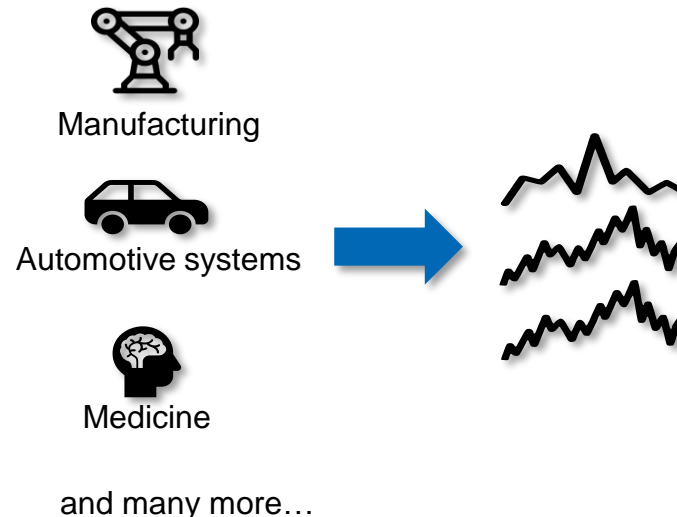 Manufacturing
Automotive systems
Medicine
and many more…